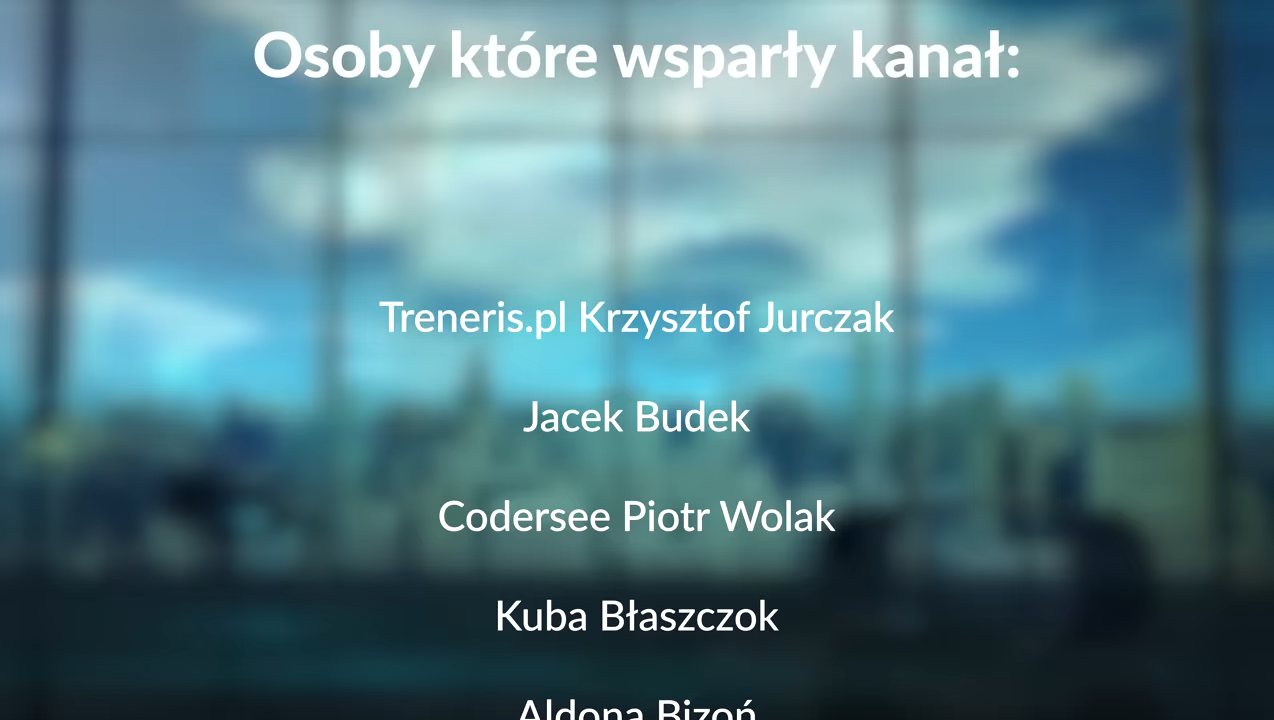 Osoby które wsparły kanał:
Treneris.pl Krzysztof Jurczak
Jacek Budek
Codersee Piotr Wolak
Kuba Błaszczok
Aldona Bizoń